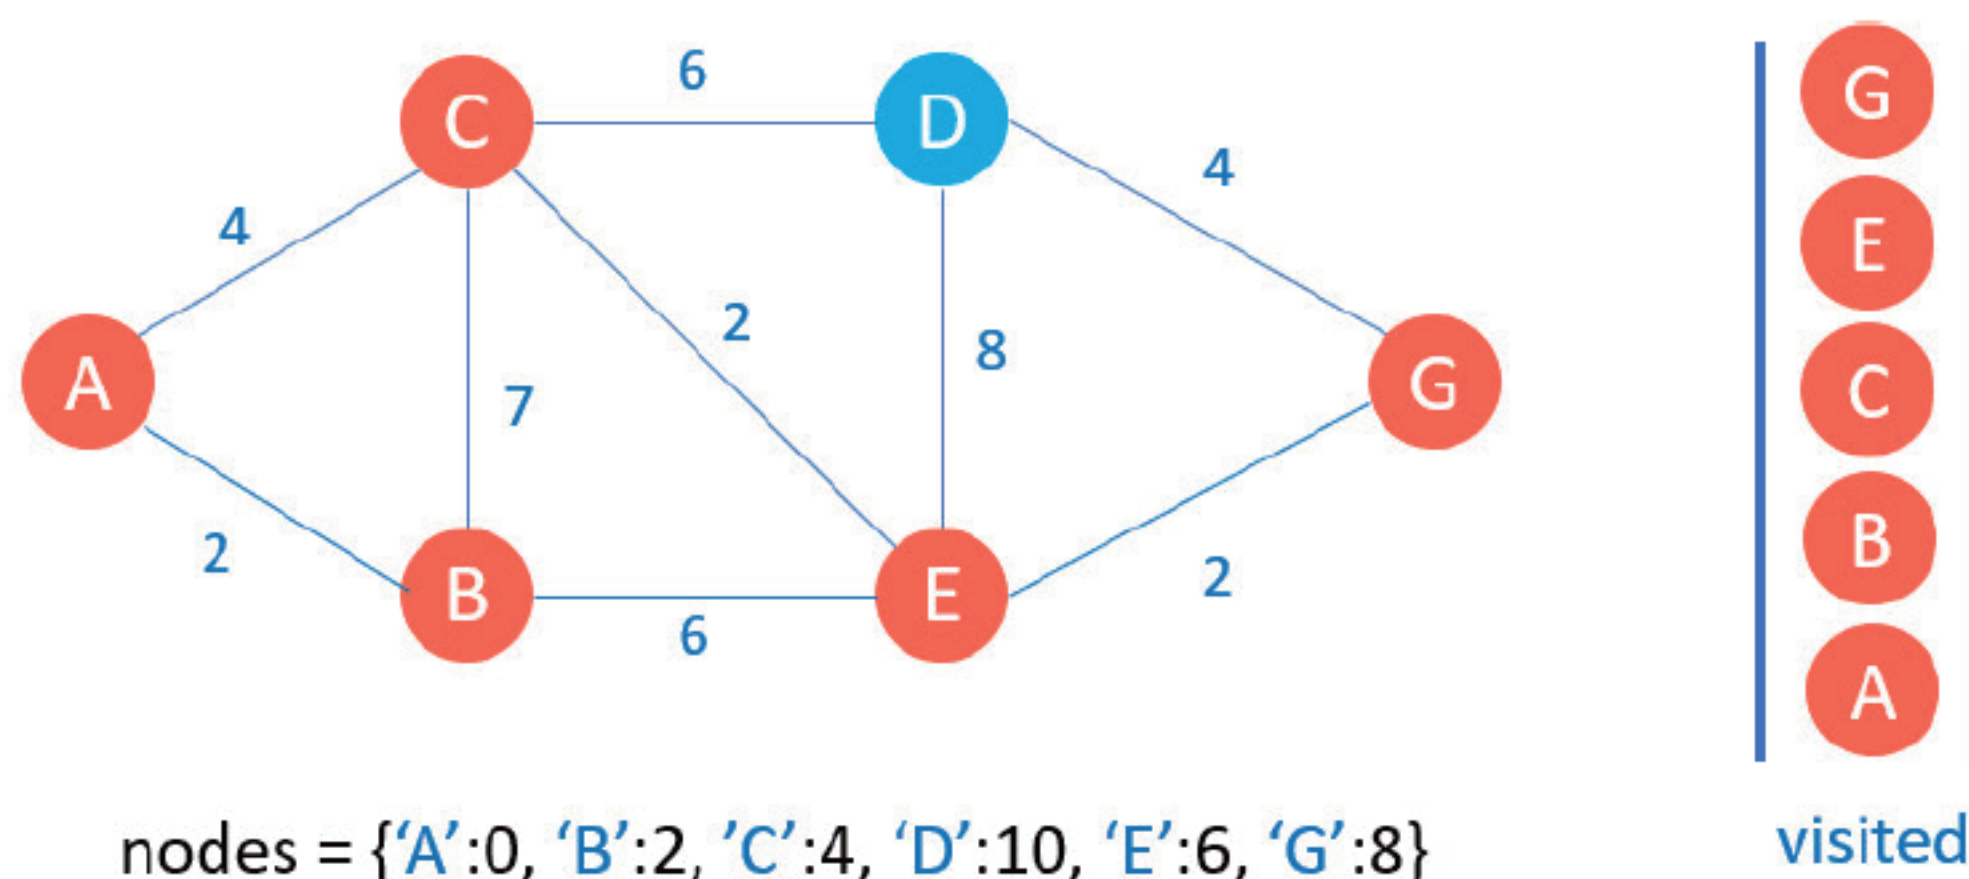 6
C
D
G
4
4
E
2
8
A
7
G
C
2
B
B
E
2
6
A
nodes = {‘A’:0, ‘B’:2, ’C’:4, ‘D’:10, ‘E’:6, ‘G’:8}
visited